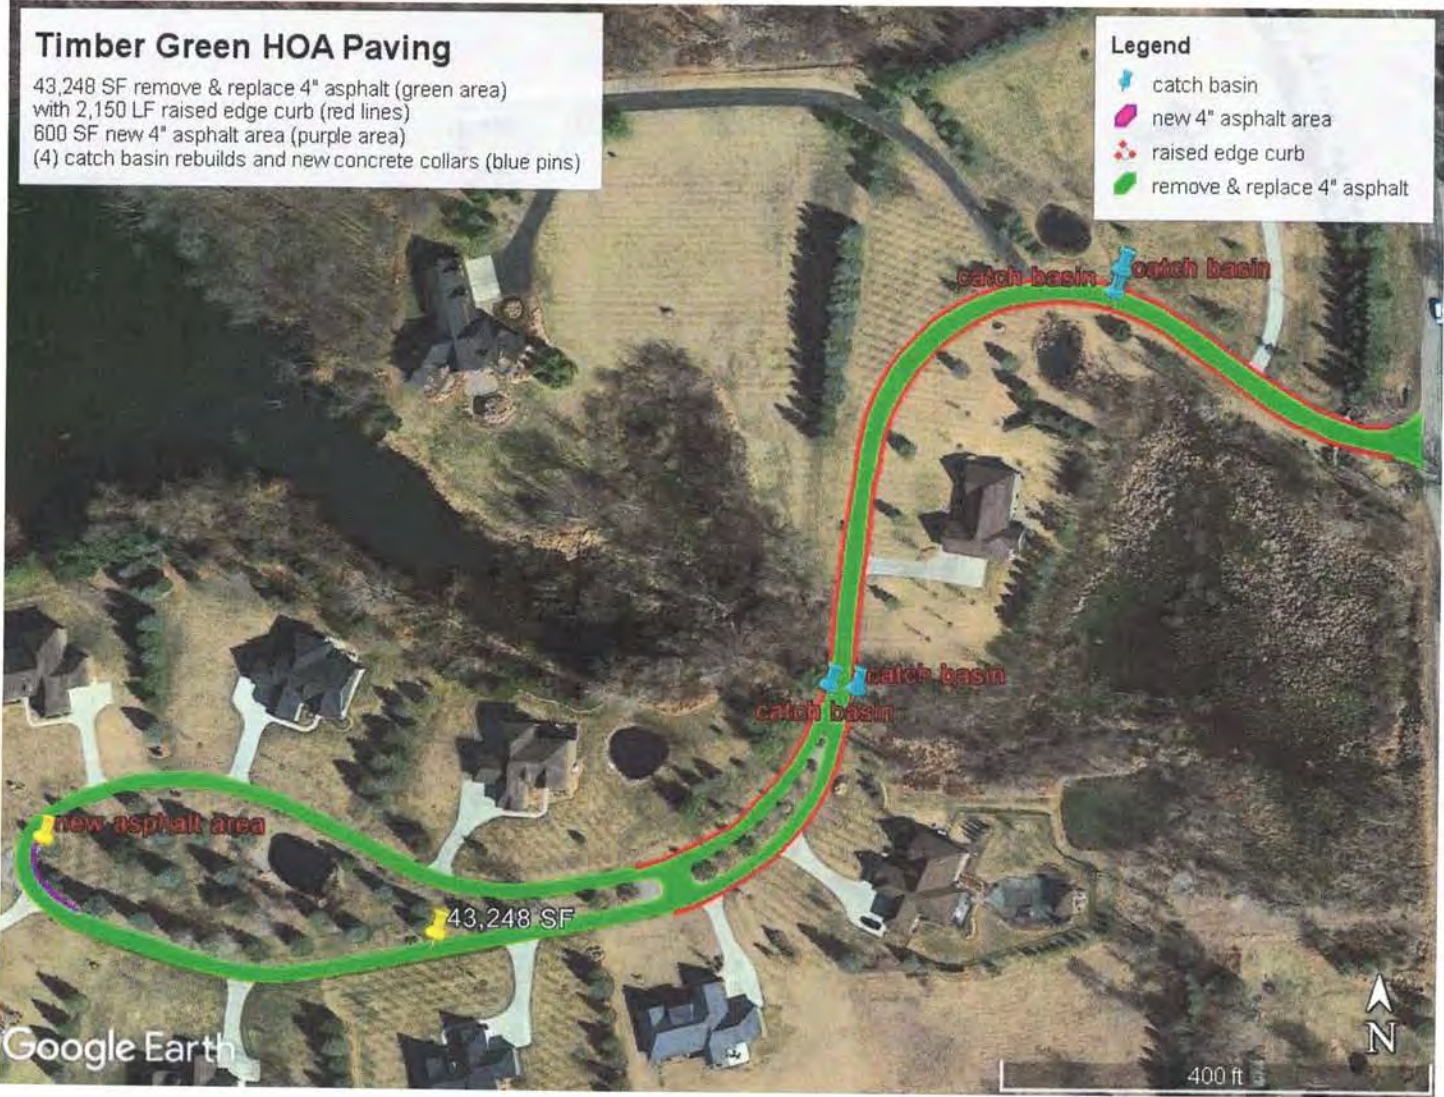 Timber Green HOA Paving
43,248 SF remove & replace 4" asphalt (green area)
with 2,150 LF raised edge curb (red lines)
600 SF new 4" asphalt area (purple area)
(4) catch basin rebuilds and new concrete collars (blue pins)
Legend
catch basin
new 4" asphalt area
raised edge curb
remove & replace 4" asphalt
catch basin
catch basin
catch basin
catch basin
new asphalt area
43,248 SF
Google Earth
N
400 ft